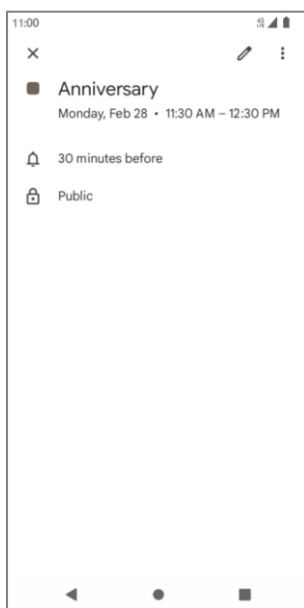 11:00
Anniversary
Monday, Feb 28 • 11:30 AM – 12:30 PM
30 minutes before
Public